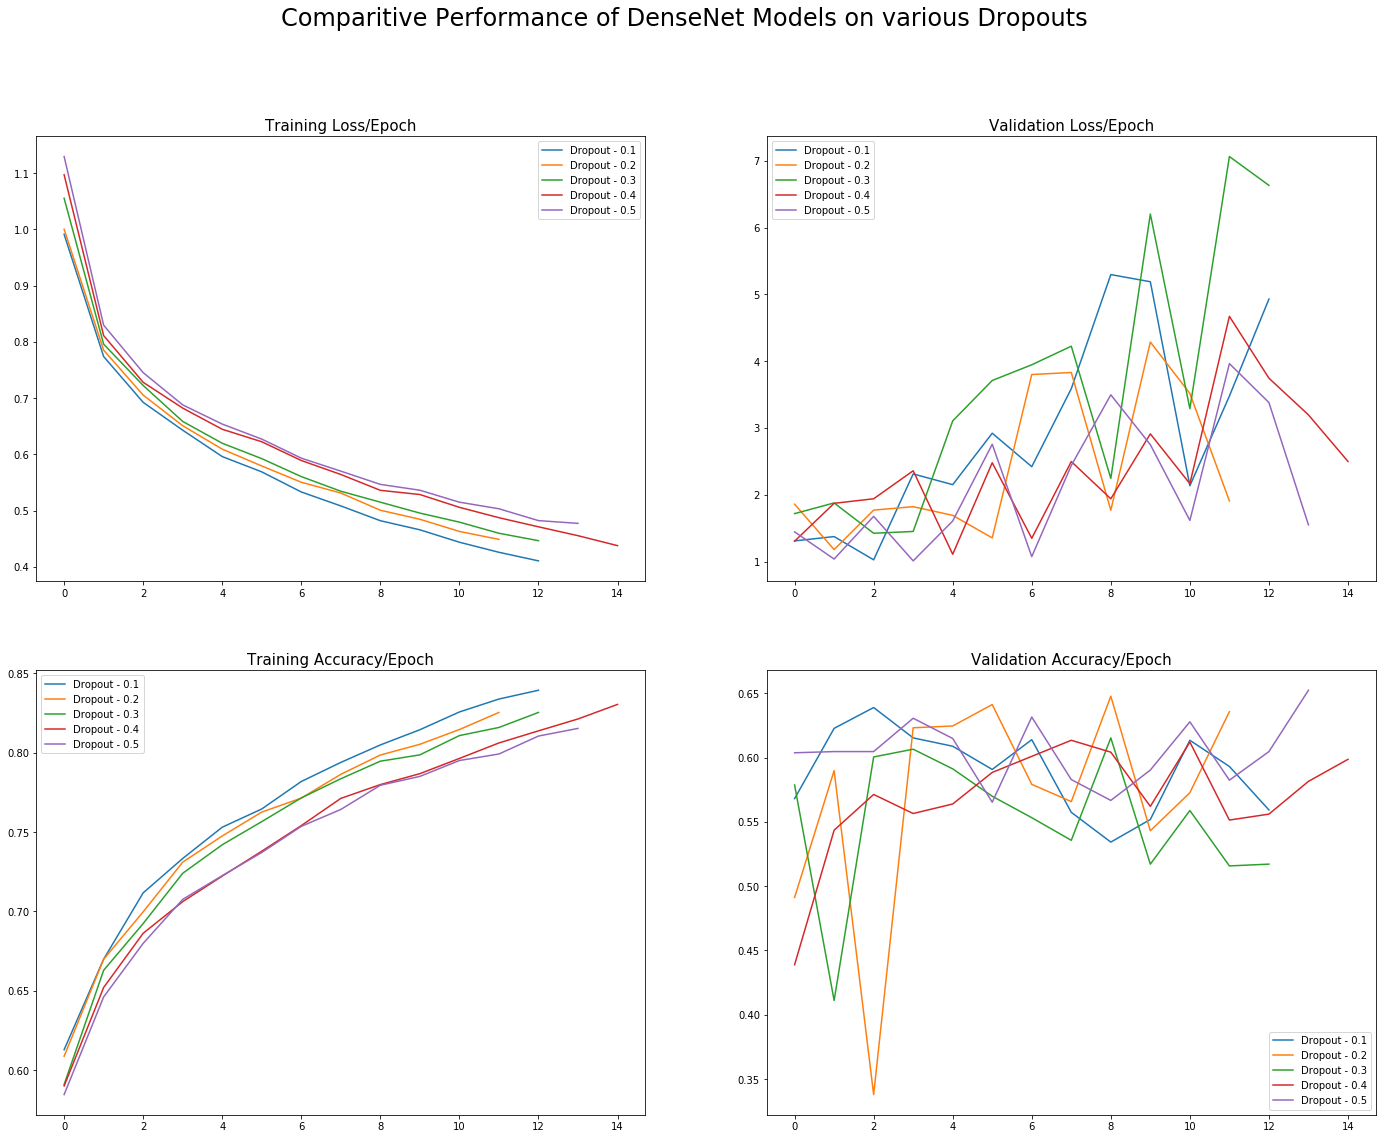 Comparitive Performance of DenseNet Models on various Dropouts
Training Loss/Epoch
Dropout - 0.1
Dropout - 0.2
Dropout - 0.3
Dropout - 0.4
Dropout - 0.5
1.1
1.0
0.9
0.8
0.7
0.6
0.5
0.4
0 2 4 6 8 10 12 14
Validation Loss/Epoch
Dropout - 0.1
Dropout - 0.2
Dropout - 0.3
Dropout - 0.4
Dropout - 0.5
7
6
5
4
3
2
1
0 2 4 6 8 10 12 14
Training Accuracy/Epoch
Dropout - 0.1
Dropout - 0.2
Dropout - 0.3
Dropout - 0.4
Dropout - 0.5
0.85
0.80
0.75
0.70
0.65
0.60
0 2 4 6 8 10 12 14
Validation Accuracy/Epoch
0.65
0.60
0.55
0.50
0.45
0.40
0.35
Dropout - 0.1
Dropout - 0.2
Dropout - 0.3
Dropout - 0.4
Dropout - 0.5
0 2 4 6 8 10 12 14